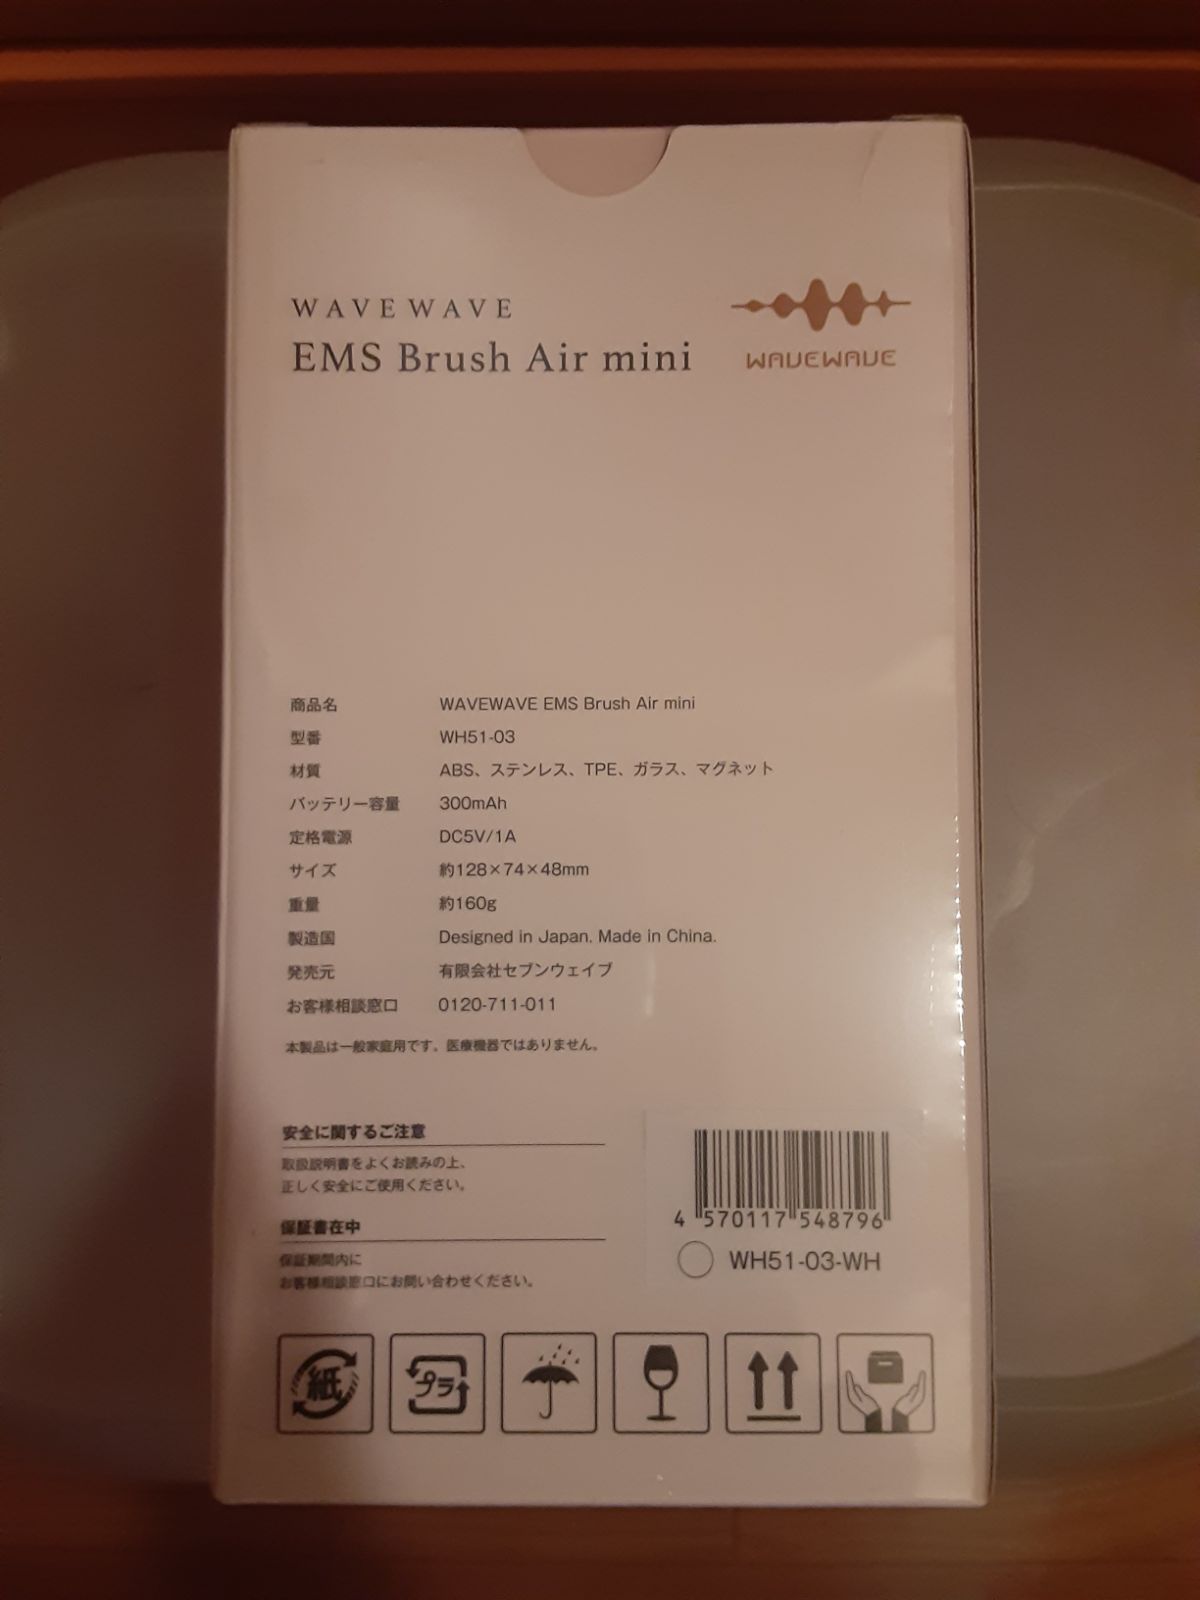 WAVEWAVE
EMS Brush Air mini
WAVEWAVE
商品名 WAVEWAVE EMS Brush Air mini
型番 WH51-03
材質 ABS、ステンレス、TPE、ガラス、マグネット
バッテリー容量 300mAh
定格電源 DC5V/1A
サイズ 約128×74×48mm
重量 約160g
製造国 Designed in Japan. Made in China.
発売元 有限会社セブンウェイブ
お客様相談窓口 0120-711-011
本製品は一般家庭用です。医療機器ではありません。
安全に関するご注意
取扱説明書をよくお読みの上、
正しく安全にご使用ください。
保証書在中
保証期間内に
お客様相談窓口にお問い合わせください。
4 570117 548796
WH51-03-WH
紙
プラ